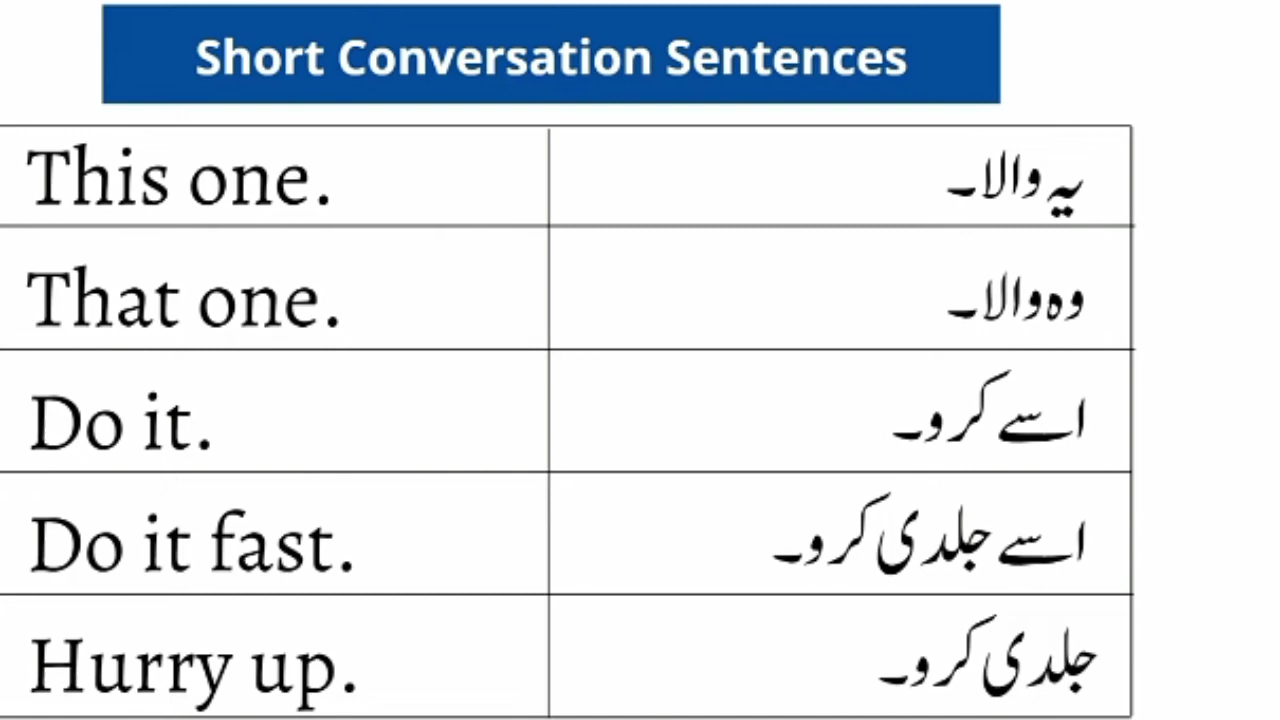 Short Conversation Sentences
This one. یہ والا۔
That one. وہ والا۔
Do it. اسے کرو۔
Do it fast. اسے جلدی کرو۔
Hurry up. جلدی کرو۔